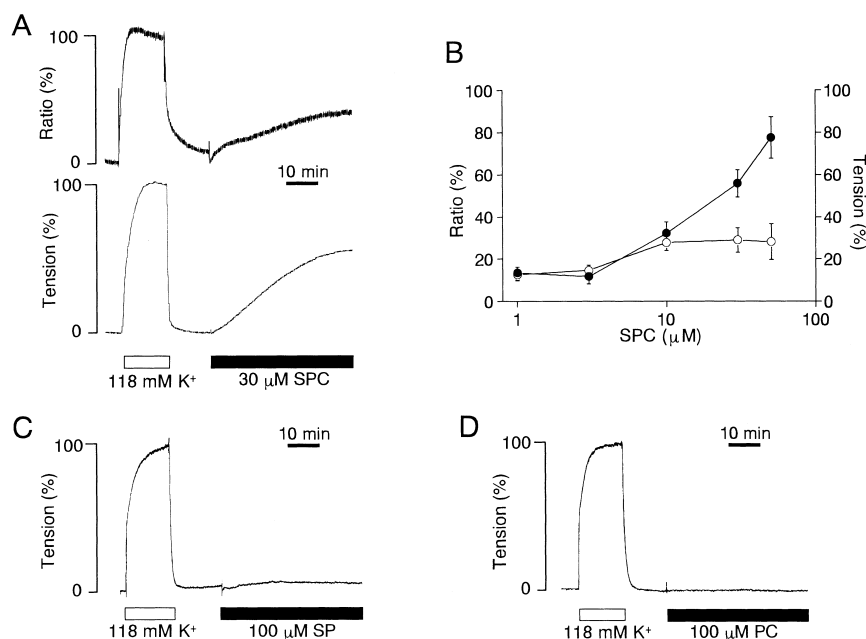 A
100
Ratio (%)
0
10 min
100
Tension (%)
0
118 mM K+
30 μM SPC
B
100
80
60
40
20
0
Ratio (%)
100
80
60
40
20
0
Tension (%)
1
10
100
SPC (μM)
C
100
Tension (%)
0
10 min
118 mM K+
100 μM SP
D
100
Tension (%)
0
10 min
118 mM K+
100 μM PC